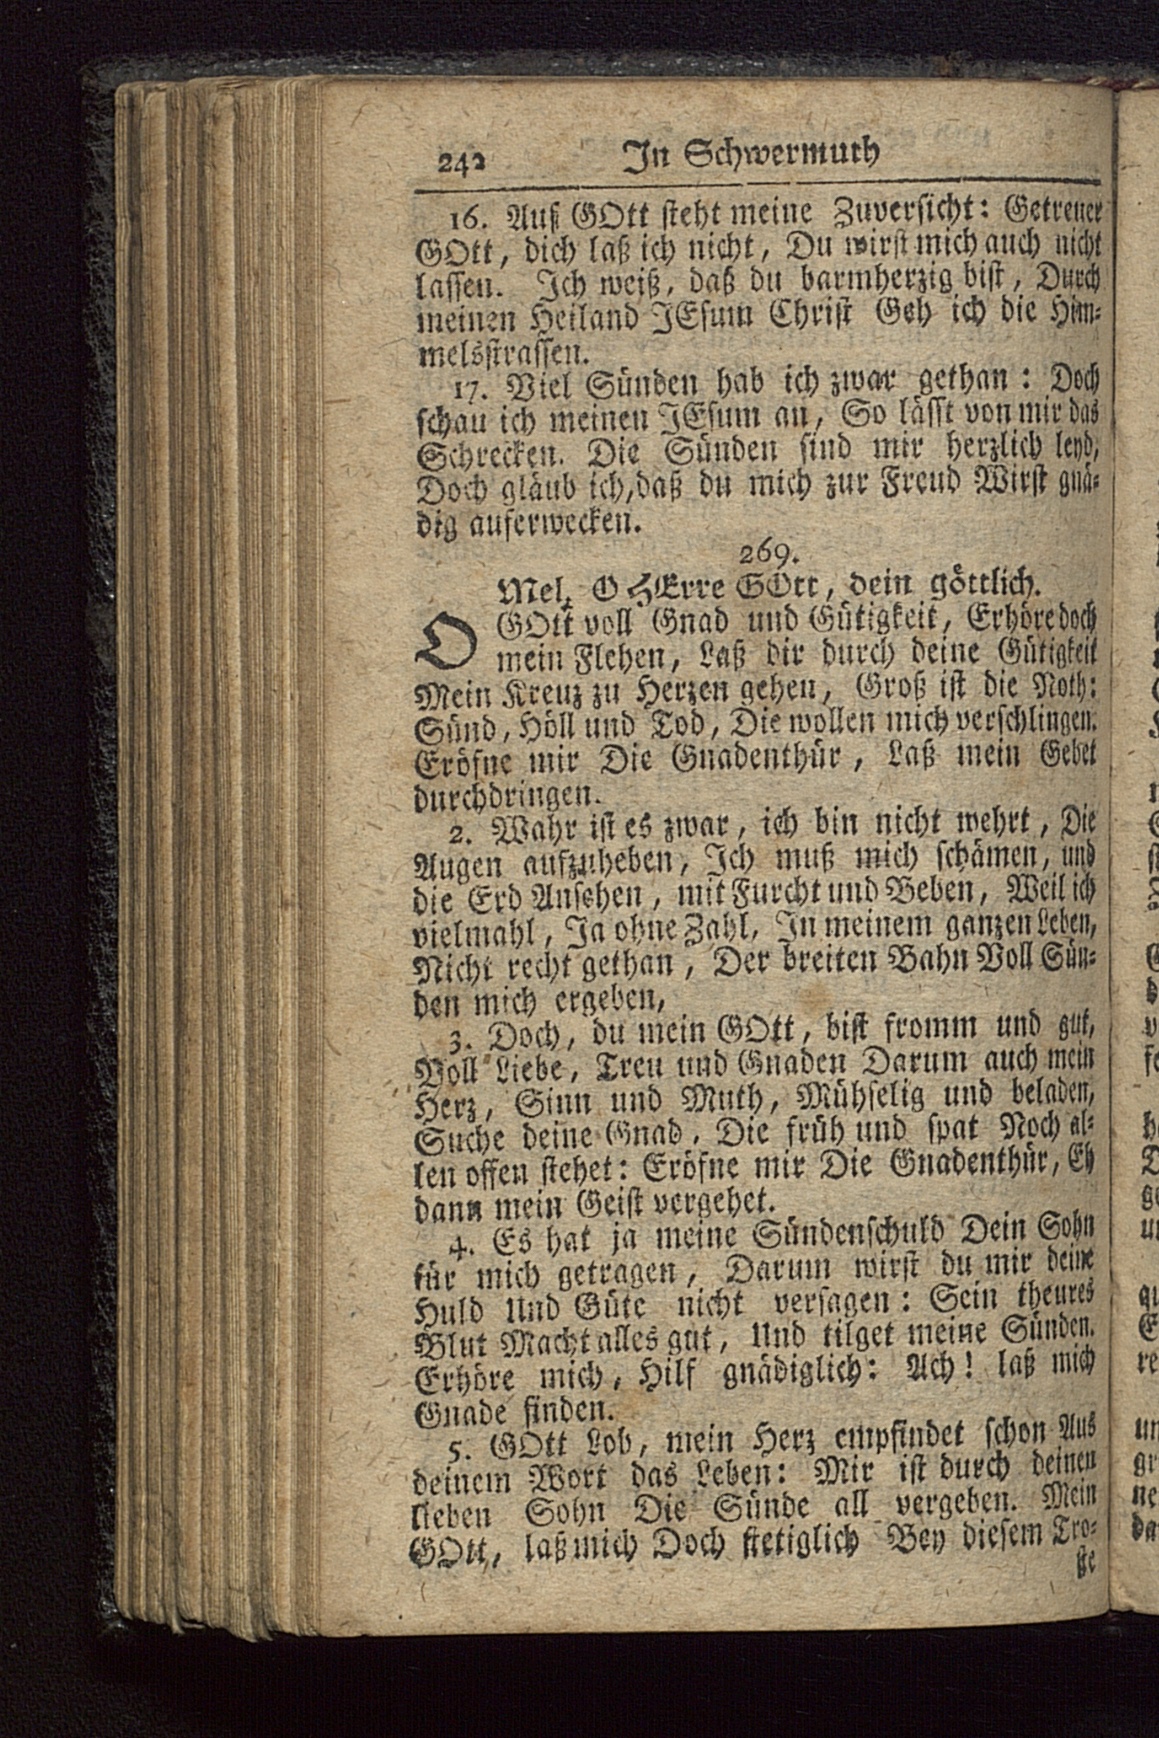 242 In Schwermuth
16. Auf GOtt steht meine Zuversicht: Getreuer
GOtt, dich laß ich nicht, Du wirst mich auch nicht
lassen. Ich weiß, daß du barmherzig bist, Durch
meinen Heiland JEsum Christ Geh ich die Him-
melsstrassen.
17. Viel Sünden hab ich zwar gethan: Doch
schau ich meinen JEsum an, So lässt von mir das
Schrecken. Die Sünden sind mir herzlich leyd,
Doch gläub ich, daß du mich zur Freud Wirst gnä-
dig auferwecken.
269.
Mel. O HErre GOtt, dein göttlich.
O GOtt voll Gnad und Gütigkeit, Erhöre doch
mein Flehen, Laß dir durch deine Gütigkeit
Mein Kreuz zu Herzen gehen, Groß ist die Noth:
Sünd, Höll und Tod, Die wollen mich verschlingen.
Eröfne mir Die Gnadenthür, Laß mein Gebet
durchdringen.
2. Wahr ist es zwar, ich bin nicht wehrt, Die
Augen aufzuheben, Ich muß mich schämen, und
die Erd Ansehen, mit Furcht und Beben, Weil ich
vielmahl, Ja ohne Zahl, In meinem ganzen Leben,
Nicht recht gethan, Der breiten Bahn Voll Sün-
den mich ergeben,
3. Doch, du mein GOtt, bist fromm und gut,
Voll Liebe, Treu und Gnaden Darum auch mein
Herz, Sinn und Muth, Mühselig und beladen,
Suche deine Gnad, Die früh und spat Noch al-
len offen stehet: Eröfne mir Die Gnadenthür, Eh
dann mein Geist vergehet.
4. Es hat ja meine Sündenschuld Dein Sohn
für mich getragen, Darum wirst du mir deine
Huld Und Güte nicht versagen: Sein theures
Blut Macht alles gut, Und tilget meine Sünden.
Erhöre mich, Hilf gnädiglich: Ach! laß mich
Gnade finden.
5. GOtt Lob, mein Herz empfindet schon Aus
deinem Wort das Leben: Mir ist durch deinen
lieben Sohn Die Sünde all vergeben. Mein
GOtt, laß mich Doch stetiglich Bey diesem Tro-
ste